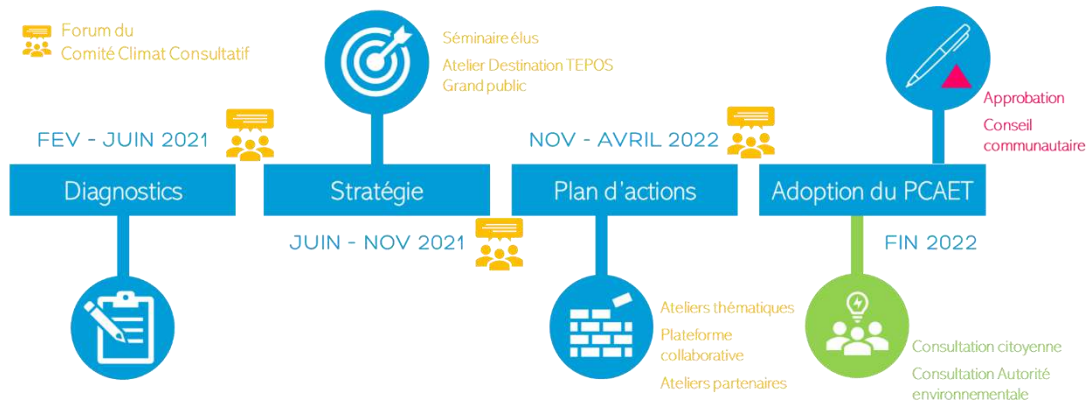 Forum du
Comité Climat Consultatif
Séminaire élus
Atelier Destination TEPOS
Grand public
Approbation
Conseil
communautaire
FEV - JUIN 2021
NOV - AVRIL 2022
Diagnostics
Stratégie
Plan d'actions
Adoption du PCAET
JUIN - NOV 2021
FIN 2022
Ateliers thématiques
Plateforme
collaborative
Ateliers partenaires
Consultation citoyenne
Consultation Autorité
environnementale